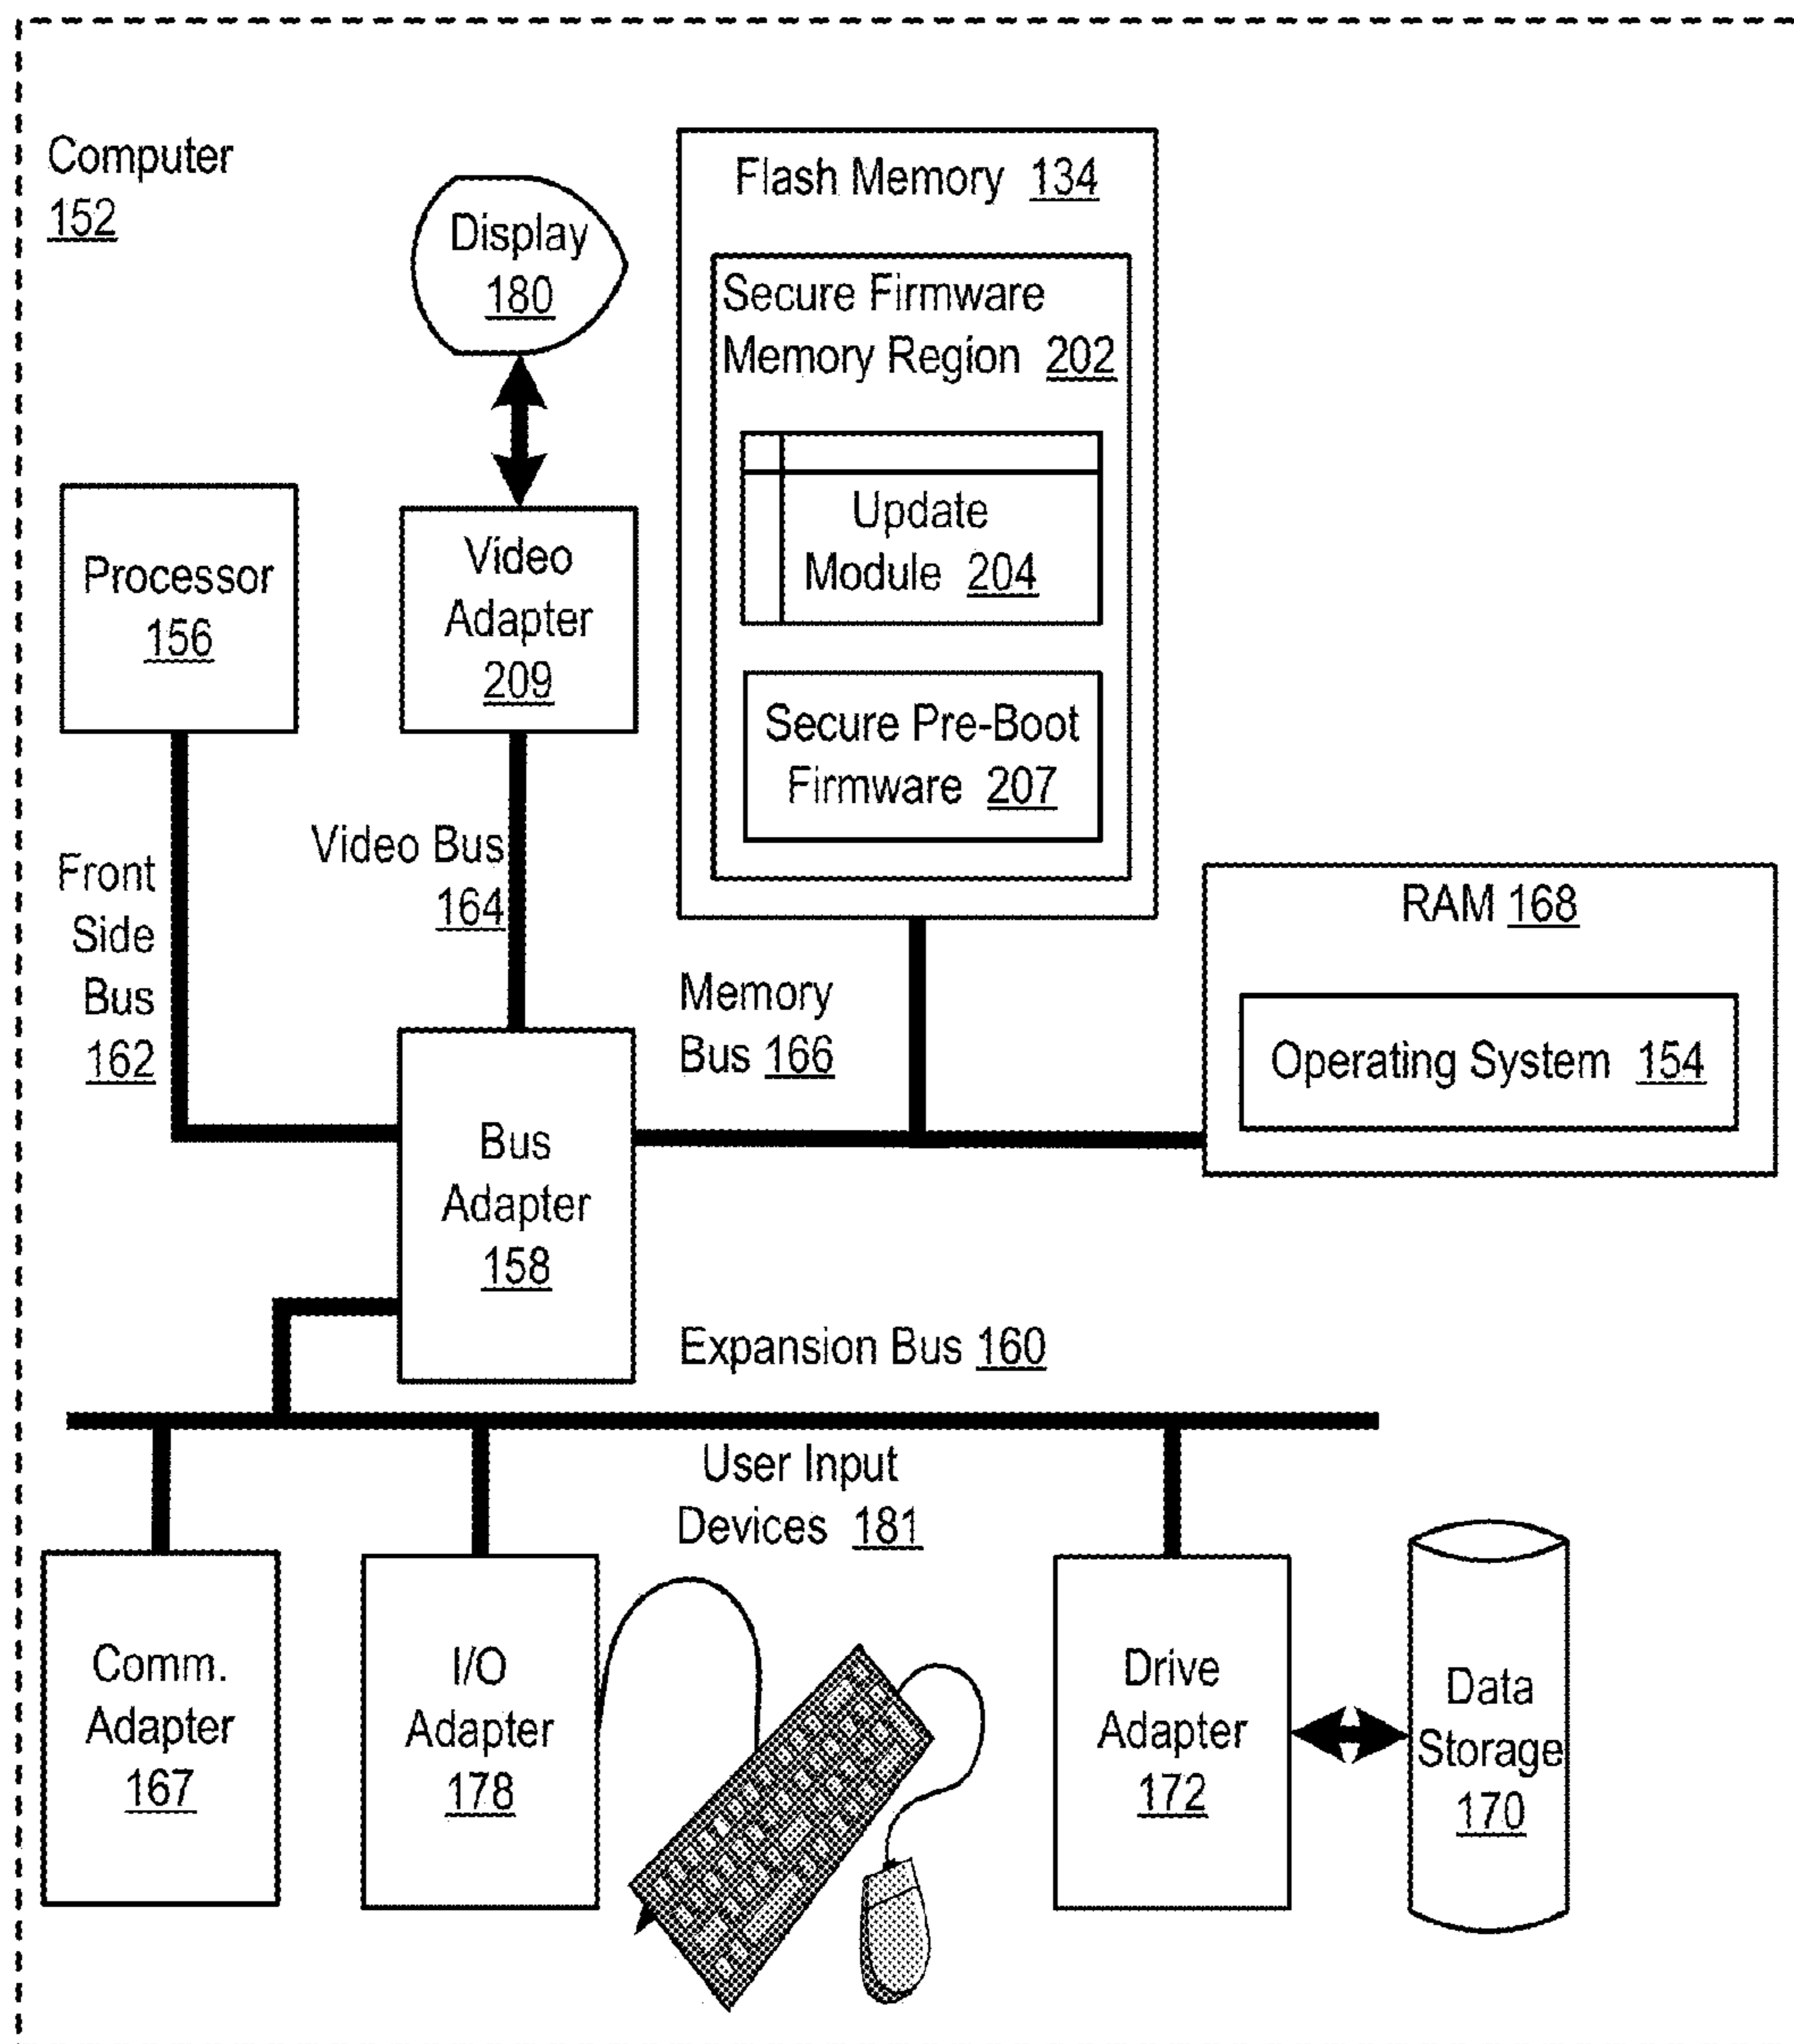 Computer
152
Display
180
Flash Memory 134
Secure Firmware
Memory Region 202
Update
Module 204
Secure Pre-Boot
Firmware 207
Processor
156
Video
Adapter
209
Front
Side
Bus
162
Video Bus
164
Memory
Bus 166
RAM 168
Operating System 154
Bus
Adapter
158
Expansion Bus 160
User Input
Devices 181
Comm.
Adapter
167
I/O
Adapter
178
Drive
Adapter
172
Data
Storage
170